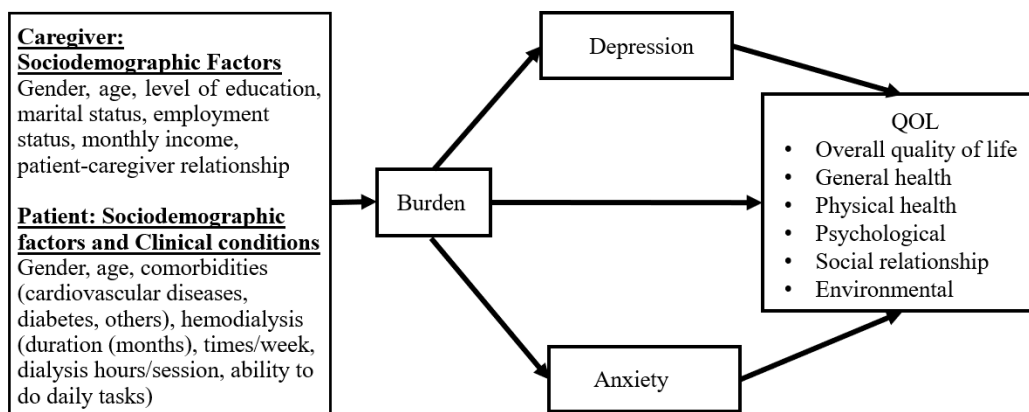 Caregiver:
Sociodemographic Factors
Gender, age, level of education,
marital status, employment
status, monthly income,
patient-caregiver relationship
Patient: Sociodemographic
factors and Clinical conditions
Gender, age, comorbidities
(cardiovascular diseases,
diabetes, others), hemodialysis
(duration (months), times/week,
dialysis hours/session, ability to
do daily tasks)
Burden
Depression
Anxiety
QOL
• Overall quality of life
• General health
• Physical health
• Psychological
• Social relationship
• Environmental